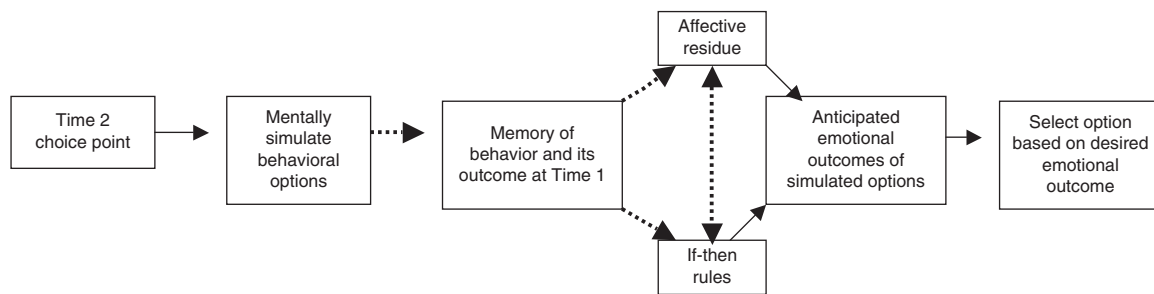 Time 2
choice point
Mentally
simulate
behavioral
options
Memory of
behavior and its
outcome at Time 1
Affective
residue
If-then
rules
Anticipated
emotional
outcomes of
simulated options
Select option
based on desired
emotional
outcome